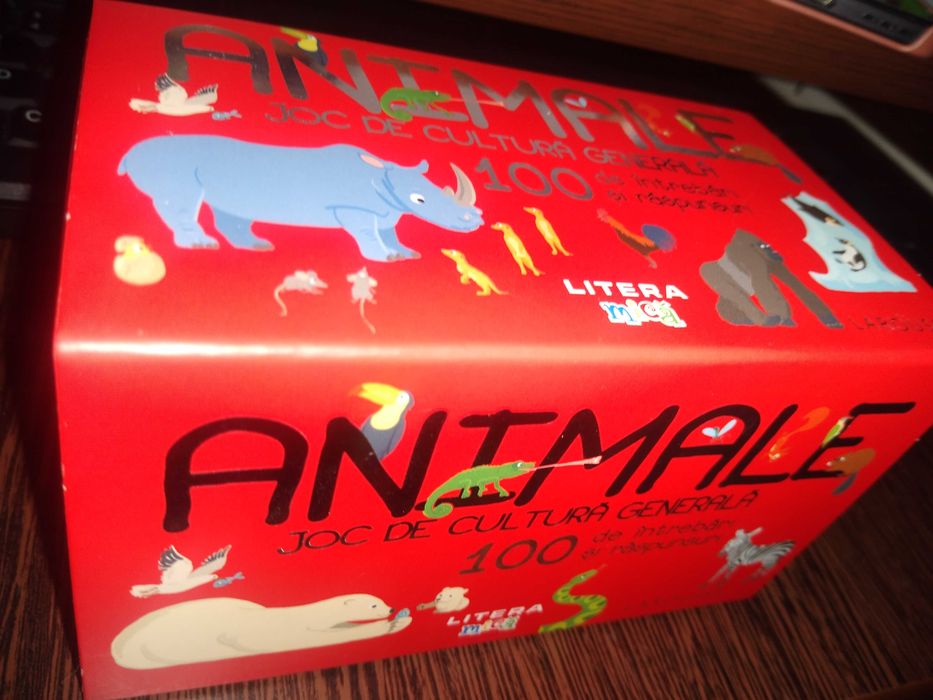 ANIMALE
JOC DE CULTURĂ GENERALĂ
100 de întrebări
și răspunsuri
LITERA
mică
LAROUSSE
ANIMALE
JOC DE CULTURĂ GENERALĂ
100 de întrebări
și răspunsuri
LITERA
mică